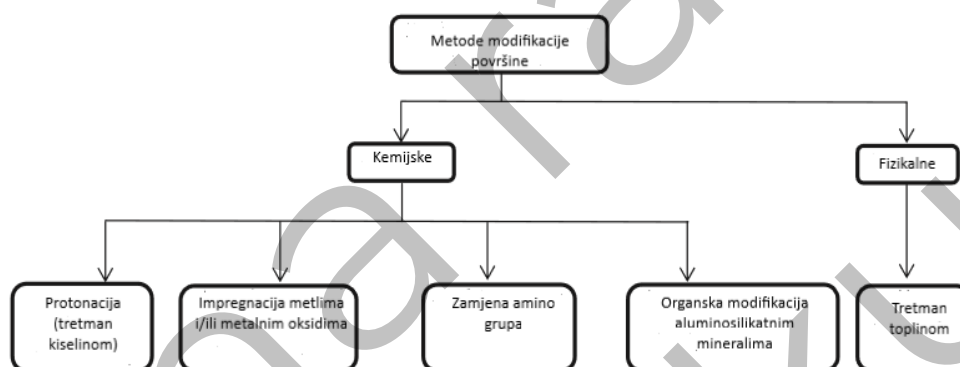 Metode modifikacije
površine
Kemijske
Fizikalne
Protonacija
(tretman
kiselinom)
Impregnacija metlima
i/ili metalnim oksidima
Zamjena amino
grupa
Organska modifikacija
aluminosilikatnim
mineralima
Tretman
toplinom